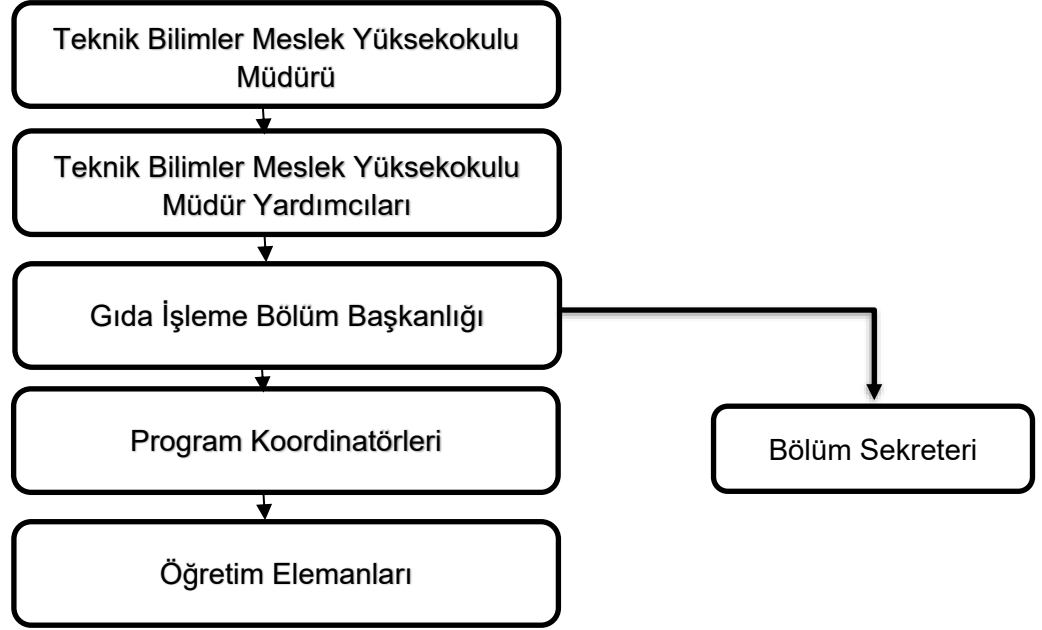 Teknik Bilimler Meslek Yüksekokulu
Müdürü
Teknik Bilimler Meslek Yüksekokulu
Müdür Yardımcıları
Gıda İşleme Bölüm Başkanlığı
Program Koordinatörleri
Bölüm Sekreteri
Öğretim Elemanları